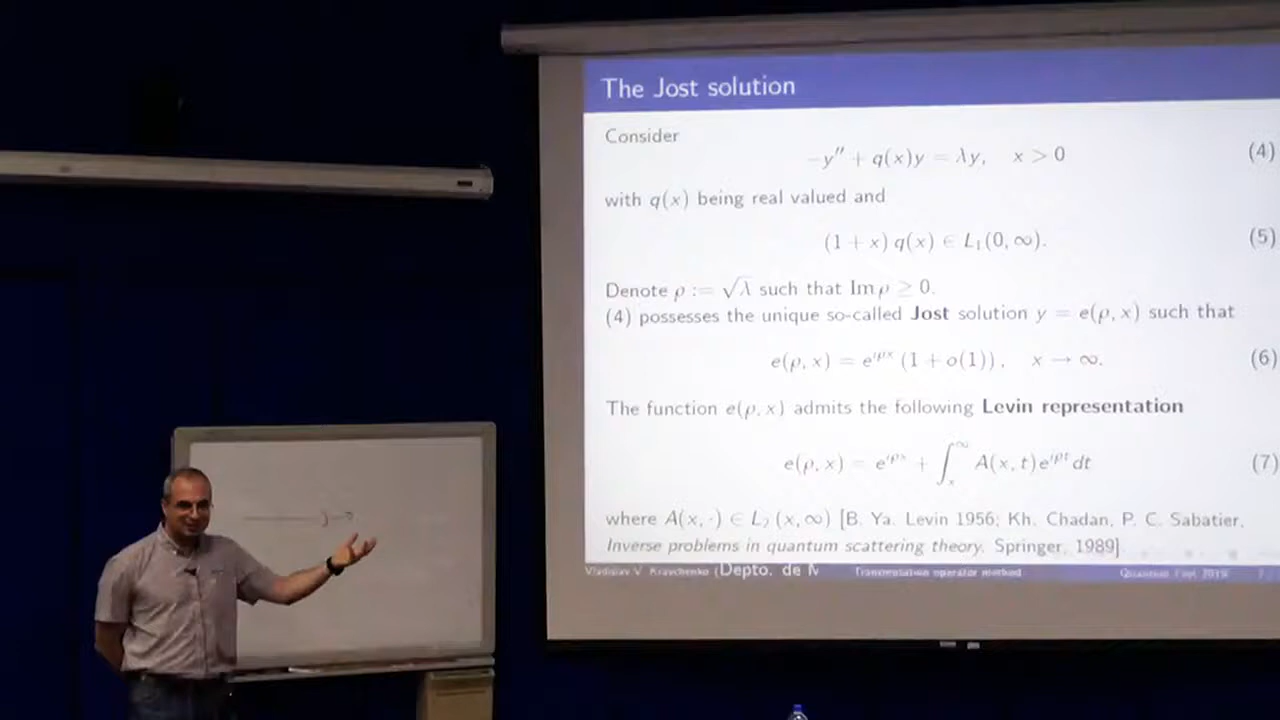 The Jost solution
Consider
−y″ + q(x)y = λy, x > 0 (4)
with q(x) being real valued and
(1 + x) q(x) ∈ L₁(0, ∞). (5)
Denote ρ := √λ such that Im ρ ≥ 0.
(4) possesses the unique so-called Jost solution y = e(ρ, x) such that
e(ρ, x) = e^{iρx} (1 + o(1)), x → ∞. (6)
The function e(ρ, x) admits the following Levin representation
e(ρ, x) = e^{iρx} + ∫_x^∞ A(x, t)e^{iρt} dt (7)
where A(x, ·) ∈ L₂ (x, ∞) [B. Ya. Levin 1956; Kh. Chadan, P. C. Sabatier,
Inverse problems in quantum scattering theory. Springer, 1989]
Vladislav V. Kravchenko (Depto. de M Transmutation operator method Quantum Fest 2019